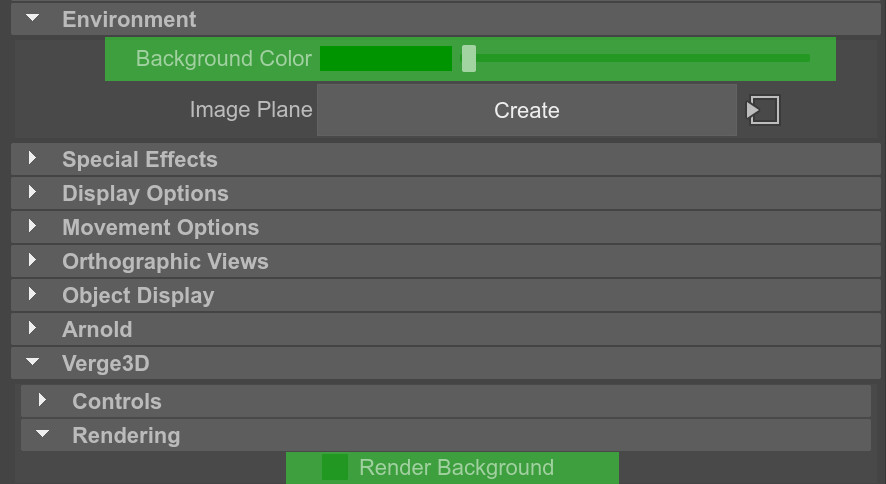 Environment
Background Color
Image Plane Create
Special Effects
Display Options
Movement Options
Orthographic Views
Object Display
Arnold
Verge3D
Controls
Rendering
Render Background